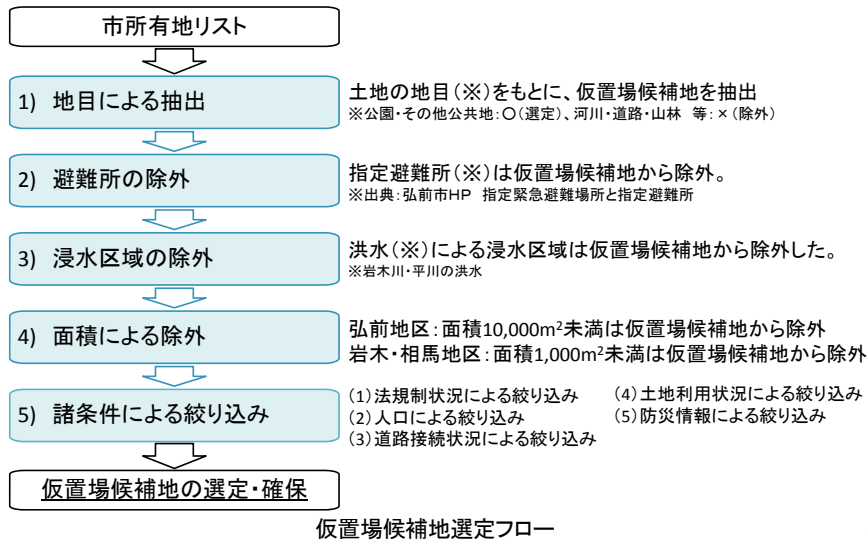 市所有地リスト
1) 地目による抽出
土地の地目(※)をもとに、仮置場候補地を抽出
※公園・その他公共地:○(選定)、河川・道路・山林 等:×(除外)
2) 避難所の除外
指定避難所(※)は仮置場候補地から除外。
※出典:弘前市HP 指定緊急避難場所と指定避難所
3) 浸水区域の除外
洪水(※)による浸水区域は仮置場候補地から除外した。
※岩木川・平川の洪水
4) 面積による除外
弘前地区:面積10,000m²未満は仮置場候補地から除外
岩木・相馬地区:面積1,000m²未満は仮置場候補地から除外
5) 諸条件による絞り込み
(1)法規制状況による絞り込み
(2)人口による絞り込み
(3)道路接続状況による絞り込み
(4)土地利用状況による絞り込み
(5)防災情報による絞り込み
仮置場候補地の選定・確保
仮置場候補地選定フロー